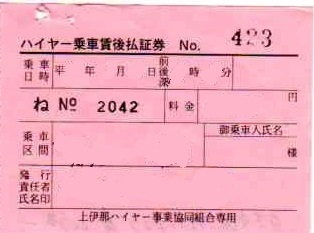 ハイヤー乗車賃後払証券 No. 423
乗車日時 平 年 月 日 前後深 時 分
ね No 2042 料金 円
乗車区間 御乗車人氏名 様
発行責任者氏名印
上伊那ハイヤー事業協同組合専用